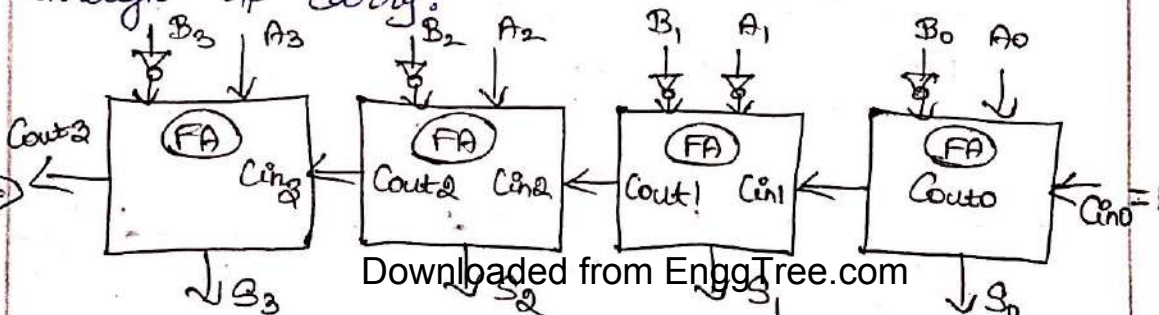 through of carry.
B3 A3 B2 A2 B1 A1 B0 A0
Cout3 FA FA FA FA
Cin3 Cout2 Cin2 Cout1 Cin1 Cout0 Cin0 =
S3 S2 S1 S0
Downloaded from EnggTree.com